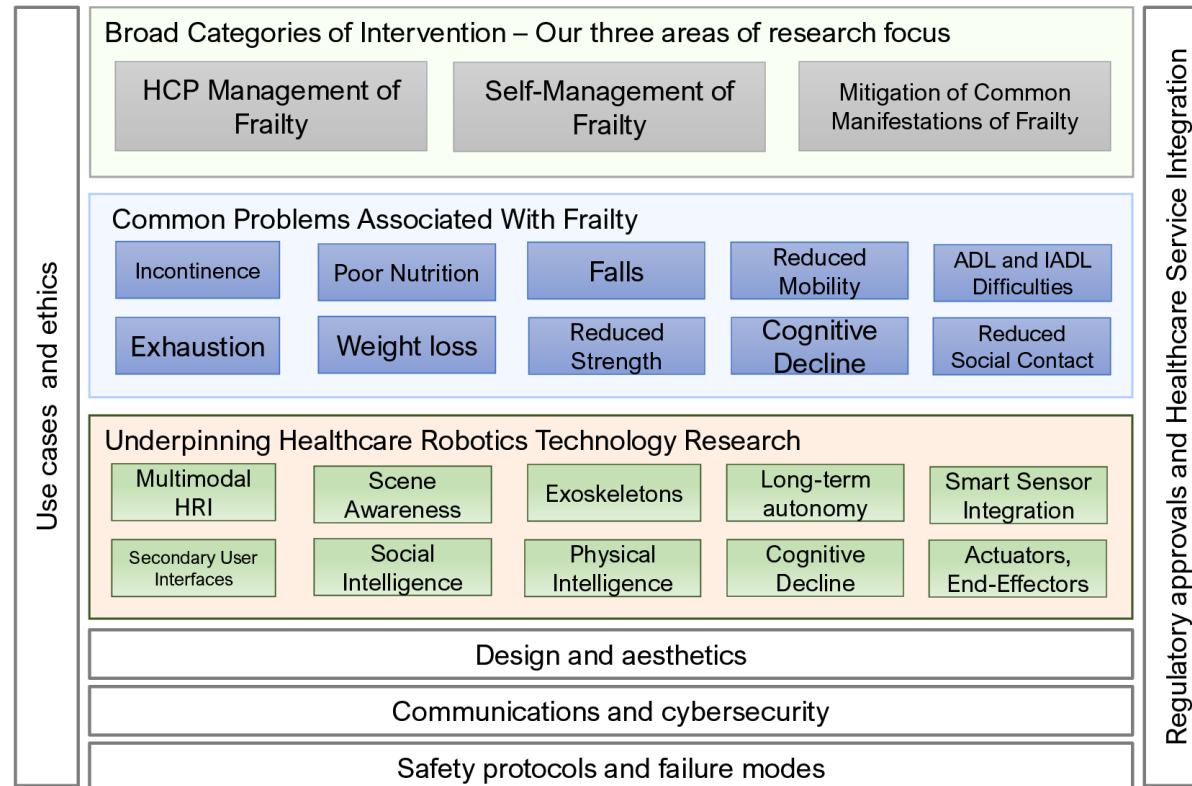 Use cases and ethics
Broad Categories of Intervention – Our three areas of research focus
HCP Management of
Frailty
Self-Management of
Frailty
Mitigation of Common
Manifestations of Frailty
Common Problems Associated With Frailty
Incontinence
Poor Nutrition
Falls
Reduced
Mobility
ADL and IADL
Difficulties
Exhaustion
Weight loss
Reduced
Strength
Cognitive
Decline
Reduced
Social Contact
Underpinning Healthcare Robotics Technology Research
Multimodal
HRI
Scene
Awareness
Exoskeletons
Long-term
autonomy
Smart Sensor
Integration
Secondary User
Interfaces
Social
Intelligence
Physical
Intelligence
Cognitive
Decline
Actuators,
End-Effectors
Design and aesthetics
Communications and cybersecurity
Safety protocols and failure modes
Regulatory approvals and Healthcare Service Integration